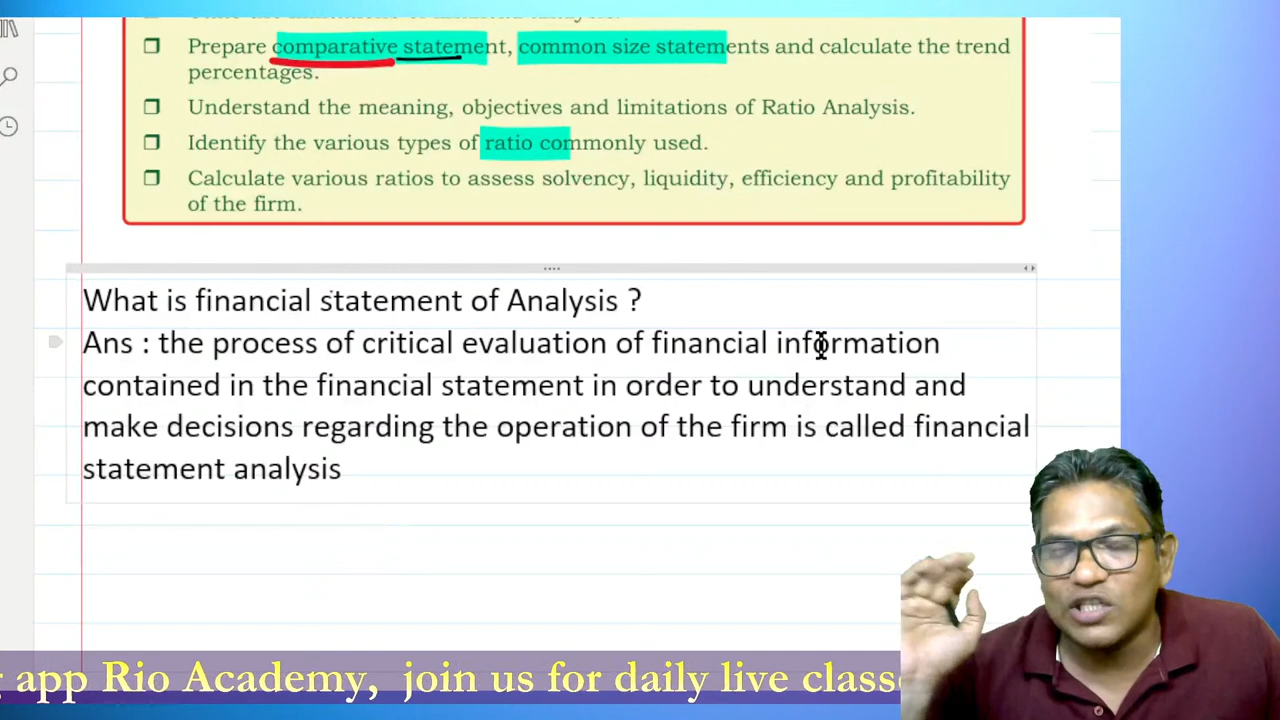 ❐ Prepare comparative statement, common size statements and calculate the trend
percentages.
❐ Understand the meaning, objectives and limitations of Ratio Analysis.
❐ Identify the various types of ratio commonly used.
❐ Calculate various ratios to assess solvency, liquidity, efficiency and profitability
of the firm.
What is financial statement of Analysis ?
Ans : the process of critical evaluation of financial information
contained in the financial statement in order to understand and
make decisions regarding the operation of the firm is called financial
statement analysis
app Rio Academy, join us for daily live class